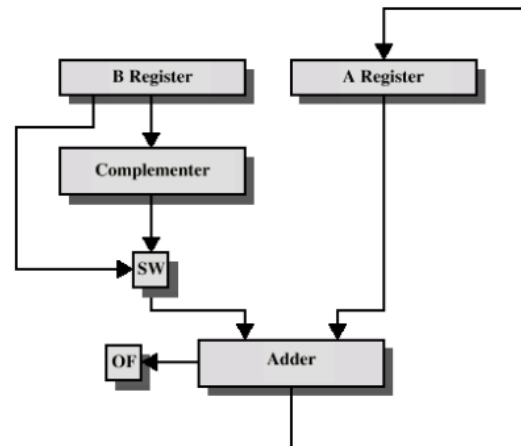 B Register
A Register
Complementer
SW
OF
Adder